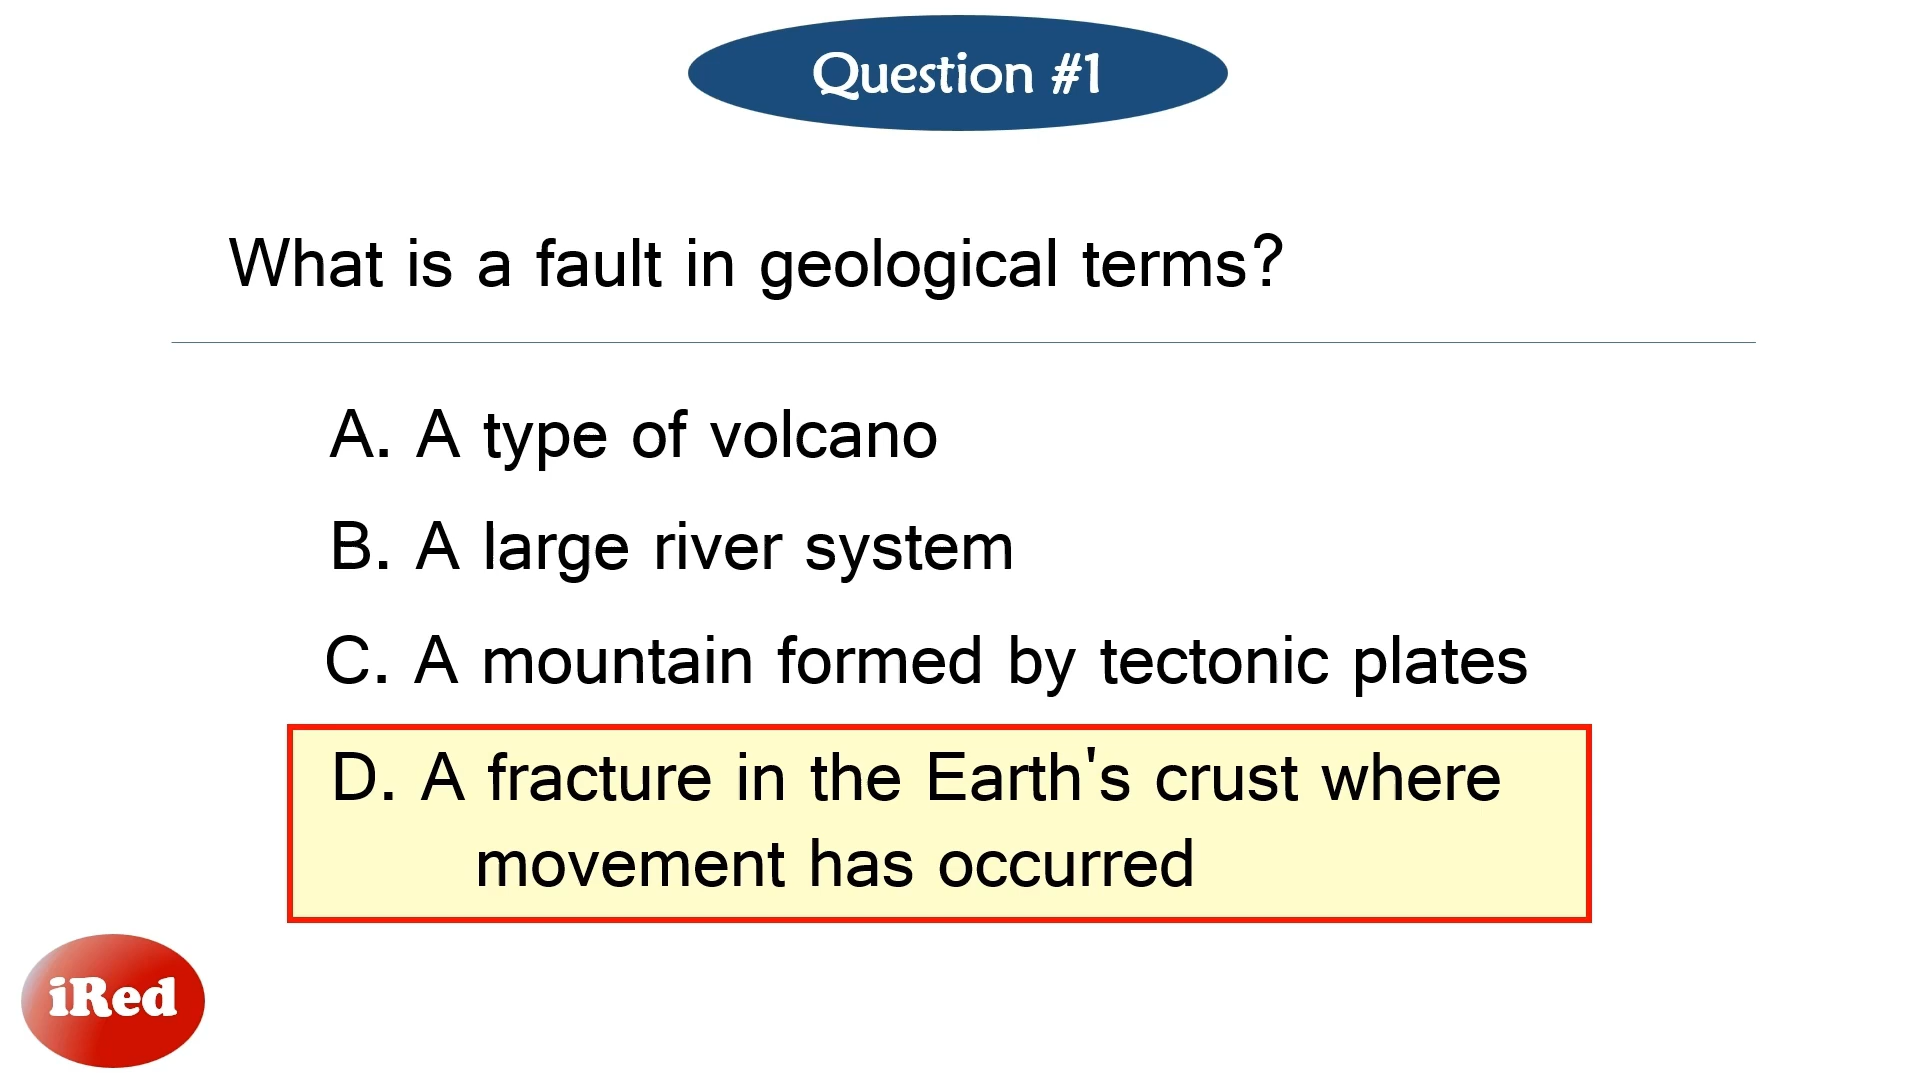 Question #1
What is a fault in geological terms?
A. A type of volcano
B. A large river system
C. A mountain formed by tectonic plates
D. A fracture in the Earth's crust where
movement has occurred
iRed